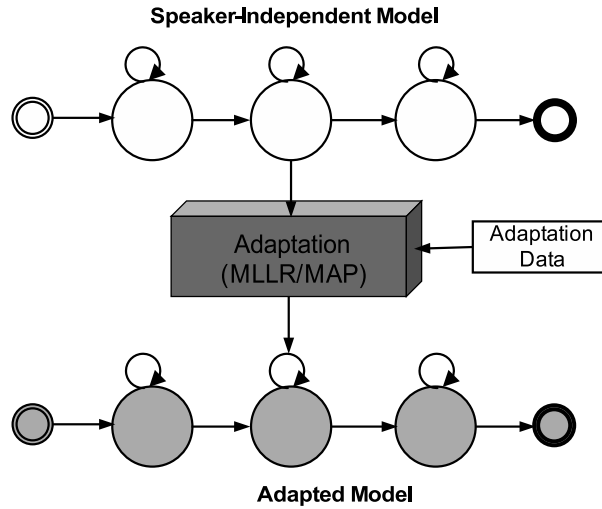 Speaker-Independent Model
Adaptation
(MLLR/MAP)
Adaptation
Data
Adapted Model